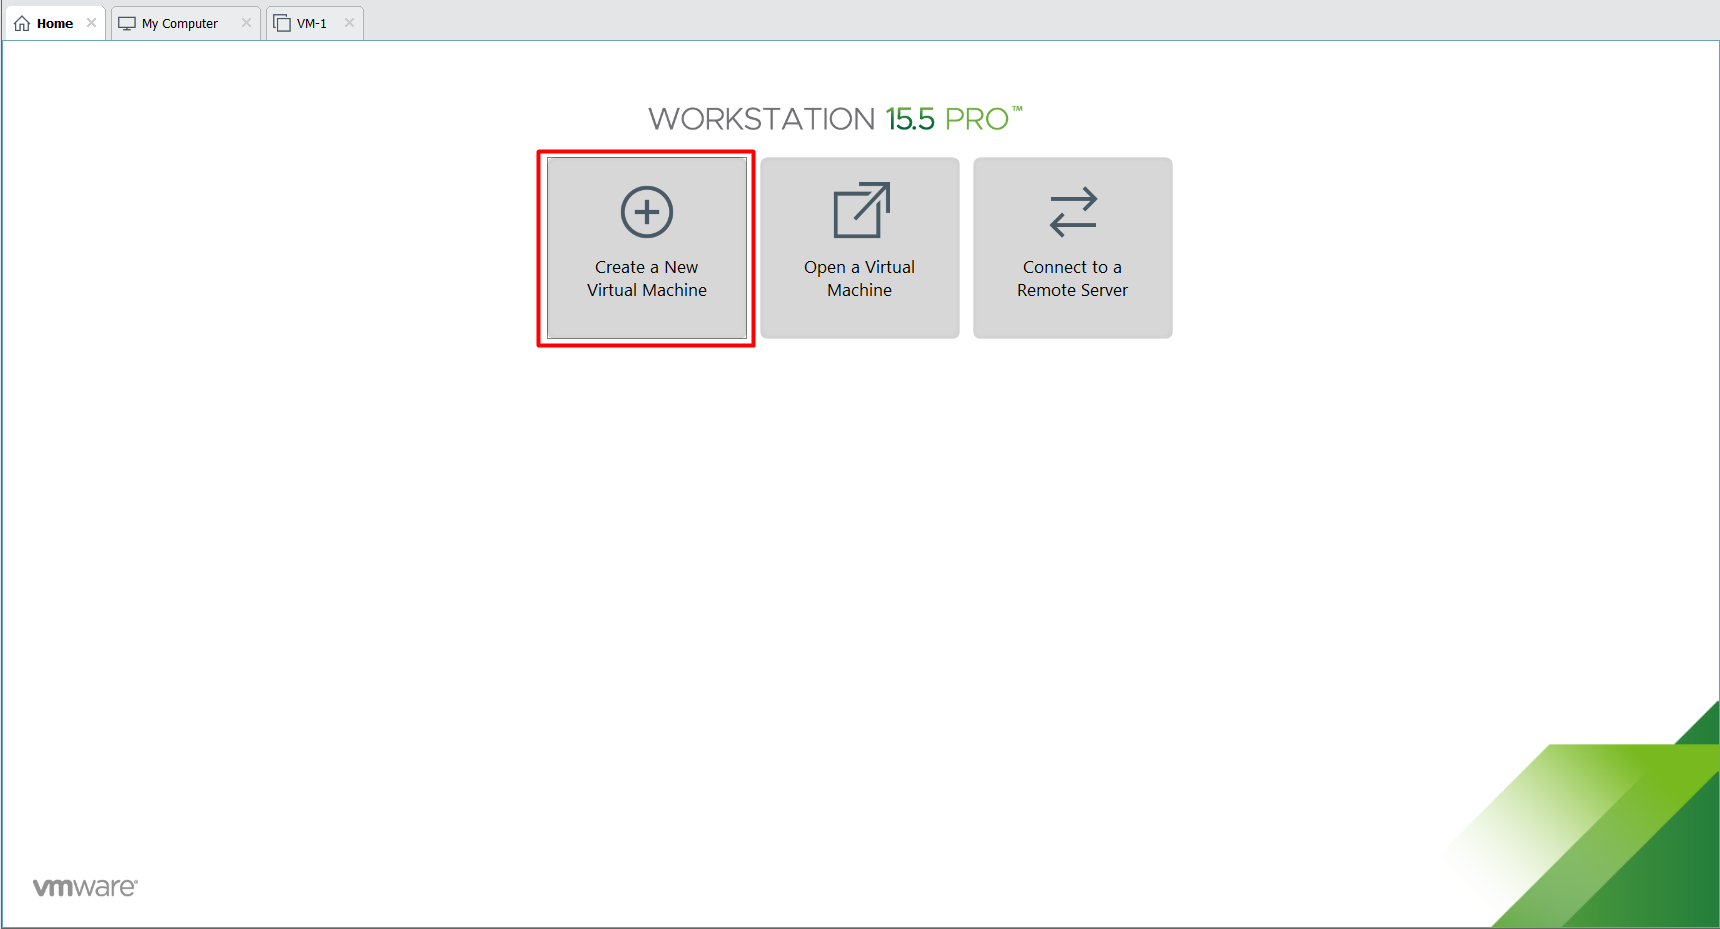 Home
My Computer
VM-1
WORKSTATION 15.5 PRO™
Create a New
Virtual Machine
Open a Virtual
Machine
Connect to a
Remote Server
vmware®